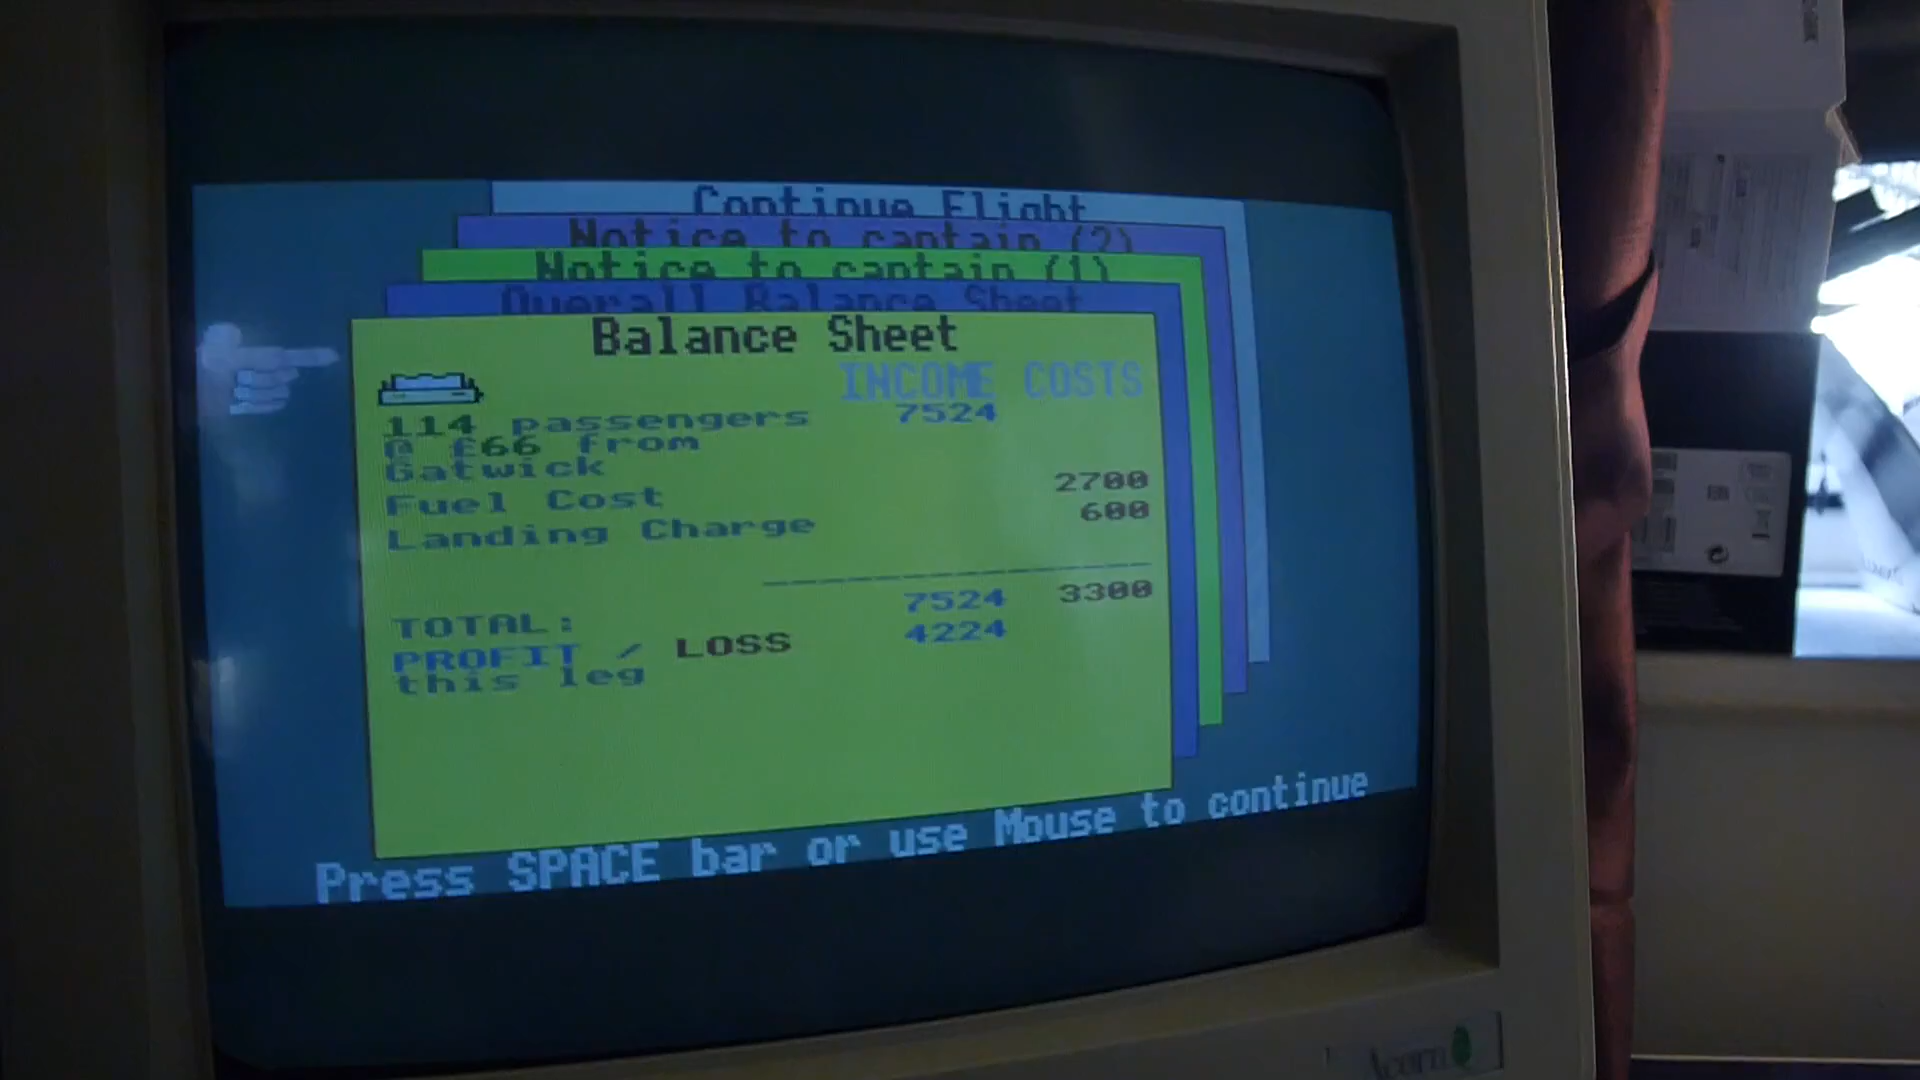 Continue Flight
Notice to captain (2)
Notice to captain (1)
Overall Balance Sheet
Balance Sheet
INCOME COSTS
114 passengers 7524
@ £66 from
Gatwick
Fuel Cost 2700
Landing Charge 600
TOTAL: 7524 3300
PROFIT / LOSS 4224
this leg
Press SPACE bar or use Mouse to continue
Acorn